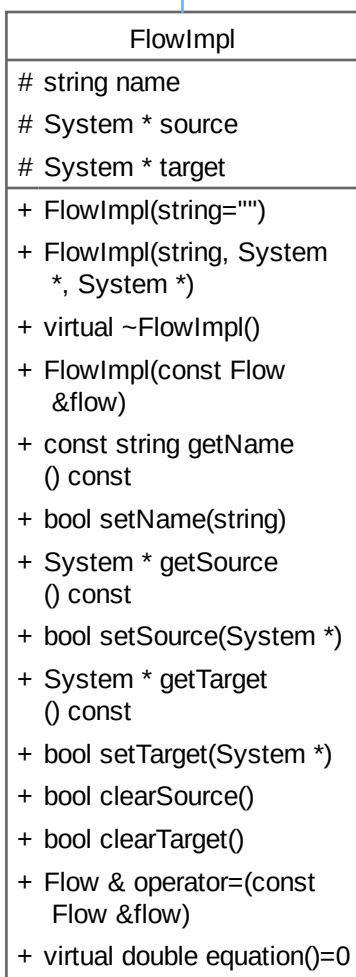 FlowImpl
# string name
# System * source
# System * target
+ FlowImpl(string="")
+ FlowImpl(string, System
*, System *)
+ virtual ~FlowImpl()
+ FlowImpl(const Flow
&flow)
+ const string getName
() const
+ bool setName(string)
+ System * getSource
() const
+ bool setSource(System *)
+ System * getTarget
() const
+ bool setTarget(System *)
+ bool clearSource()
+ bool clearTarget()
+ Flow & operator=(const
Flow &flow)
+ virtual double equation()=0